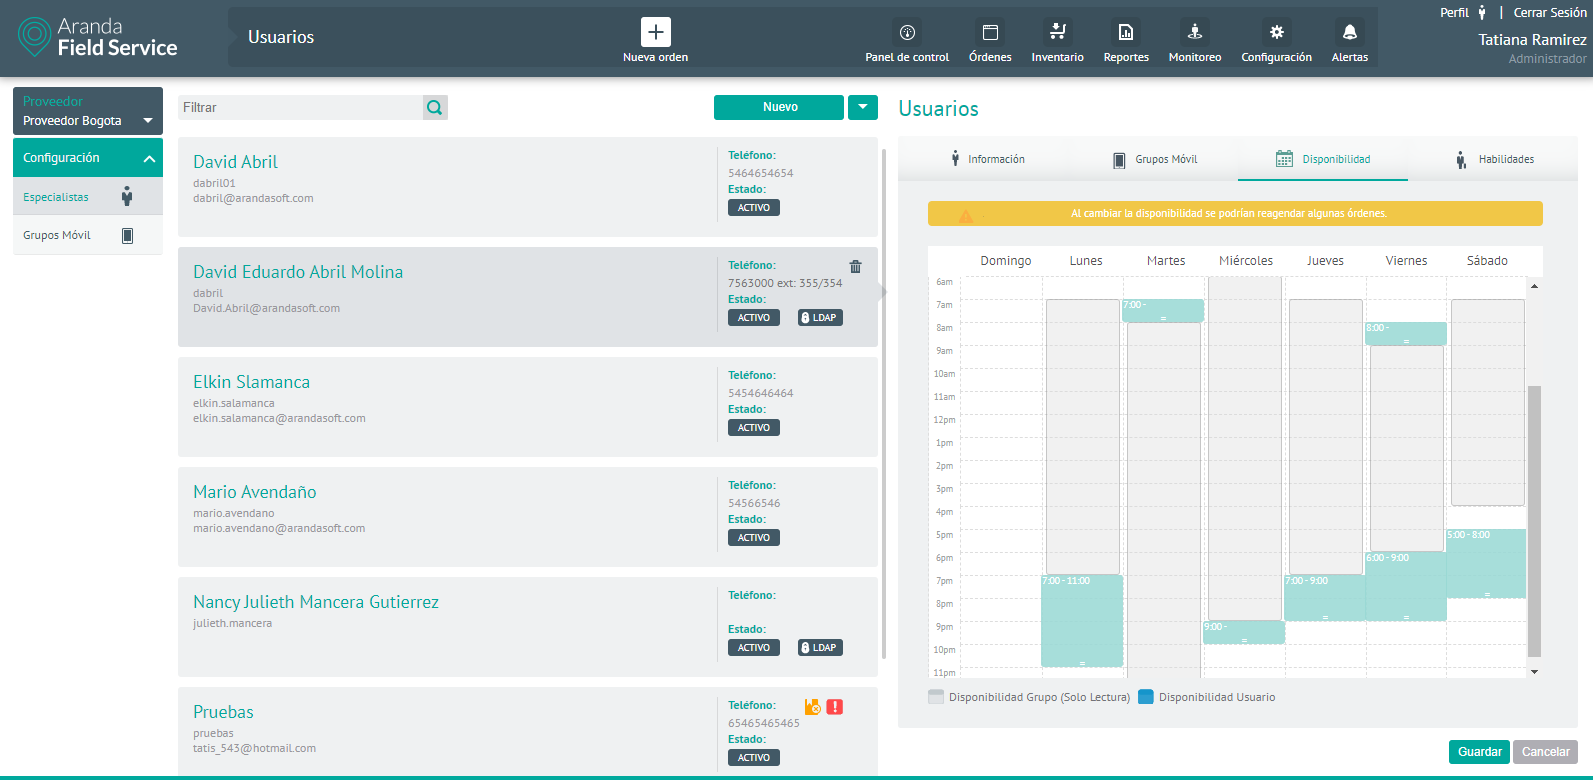 Aranda
Field Service
Usuarios
Nueva orden
Panel de control
Órdenes
Inventario
Reportes
Monitoreo
Configuración
Alertas
Perfil | Cerrar Sesión
Tatiana Ramirez
Administrador
Proveedor
Proveedor Bogota
Configuración
Especialistas
Grupos Móvil
Filtrar
Nuevo
David Abril
dabril01
dabril@arandasoft.com
Teléfono:
5464654654
Estado:
ACTIVO
David Eduardo Abril Molina
dabril
David.Abril@arandasoft.com
Teléfono:
7563000 ext: 355/354
Estado:
ACTIVO LDAP
Elkin Slamanca
elkin.salamanca
elkin.salamanca@arandasoft.com
Teléfono:
5454646464
Estado:
ACTIVO
Mario Avendaño
mario.avendano
mario.avendano@arandasoft.com
Teléfono:
54566546
Estado:
ACTIVO
Nancy Julieth Mancera Gutierrez
julieth.mancera
Teléfono:
Estado:
ACTIVO LDAP
Pruebas
pruebas
tatis_543@hotmail.com
Teléfono:
65465465465
Estado:
ACTIVO
Usuarios
Información
Grupos Móvil
Disponibilidad
Habilidades
Al cambiar la disponibilidad se podrían reagendar algunas órdenes.
Domingo Lunes Martes Miércoles Jueves Viernes Sábado
6am
7am 7:00 -
8am 8:00 -
9am
10am
11am
12pm
1pm
2pm
3pm
4pm
5pm 5:00 - 8:00
6pm 6:00 - 9:00
7pm 7:00 - 11:00 7:00 - 9:00
8pm
9pm 9:00 -
10pm
11pm
Disponibilidad Grupo (Solo Lectura) Disponibilidad Usuario
Guardar Cancelar